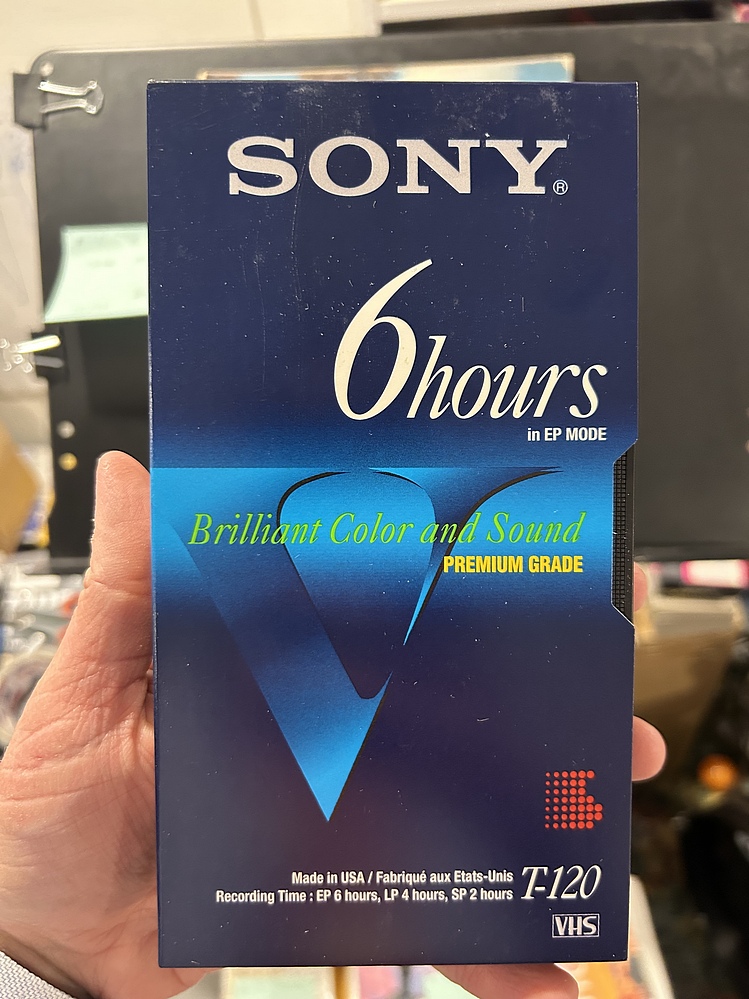 SONY®
6hours
in EP MODE
Brilliant Color and Sound
PREMIUM GRADE
Made in USA / Fabriqué aux Etats-Unis
Recording Time : EP 6 hours, LP 4 hours, SP 2 hours
T-120
VHS